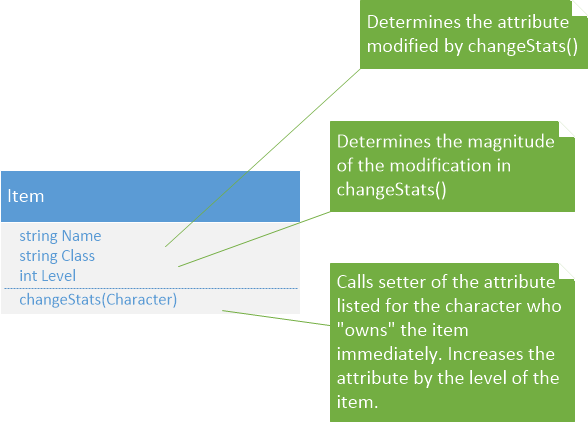 Determines the attribute
modified by changeStats()
Determines the magnitude
of the modification in
changeStats()
Item
string Name
string Class
int Level
changeStats(Character)
Calls setter of the attribute
listed for the character who
"owns" the item
immediately. Increases the
attribute by the level of the
item.